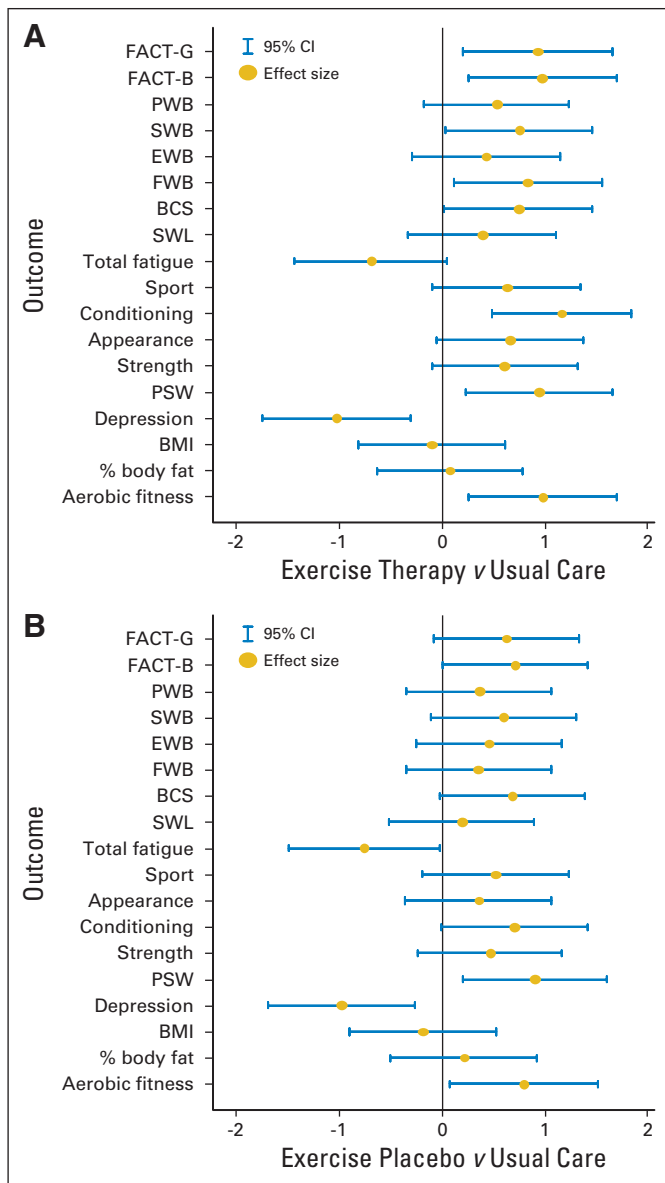 A
95% CI
Effect size
Outcome
FACT-G
FACT-B
PWB
SWB
EWB
FWB
BCS
SWL
Total fatigue
Sport
Conditioning
Appearance
Strength
PSW
Depression
BMI
% body fat
Aerobic fitness
-2 -1 0 1 2
Exercise Therapy v Usual Care
B
95% CI
Effect size
Outcome
FACT-G
FACT-B
PWB
SWB
EWB
FWB
BCS
SWL
Total fatigue
Sport
Appearance
Conditioning
Strength
PSW
Depression
BMI
% body fat
Aerobic fitness
-2 -1 0 1 2
Exercise Placebo v Usual Care